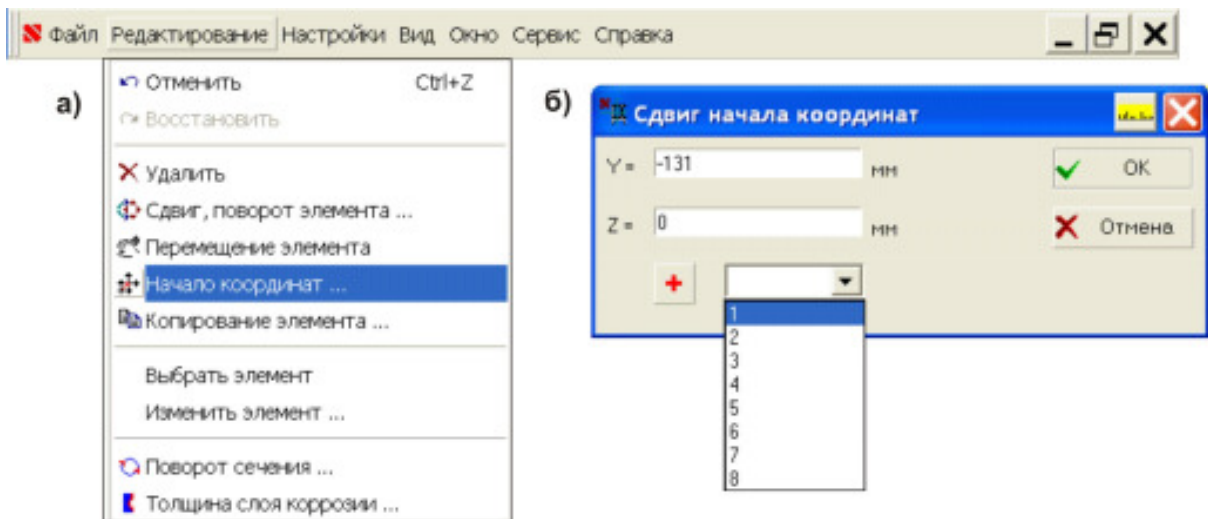 Файл Редактирование Настройки Вид Окно Сервис Справка
а)
Отменить Ctrl+Z
Восстановить
Удалить
Сдвиг, поворот элемента ...
Перемещение элемента
Начало координат ...
Копирование элемента ...
Выбрать элемент
Изменить элемент ...
Поворот сечения ...
Толщина слоя коррозии ...
б)
Сдвиг начала координат
Y = -131 мм
OK
Z = 0 мм
Отмена
1
2
3
4
5
6
7
8